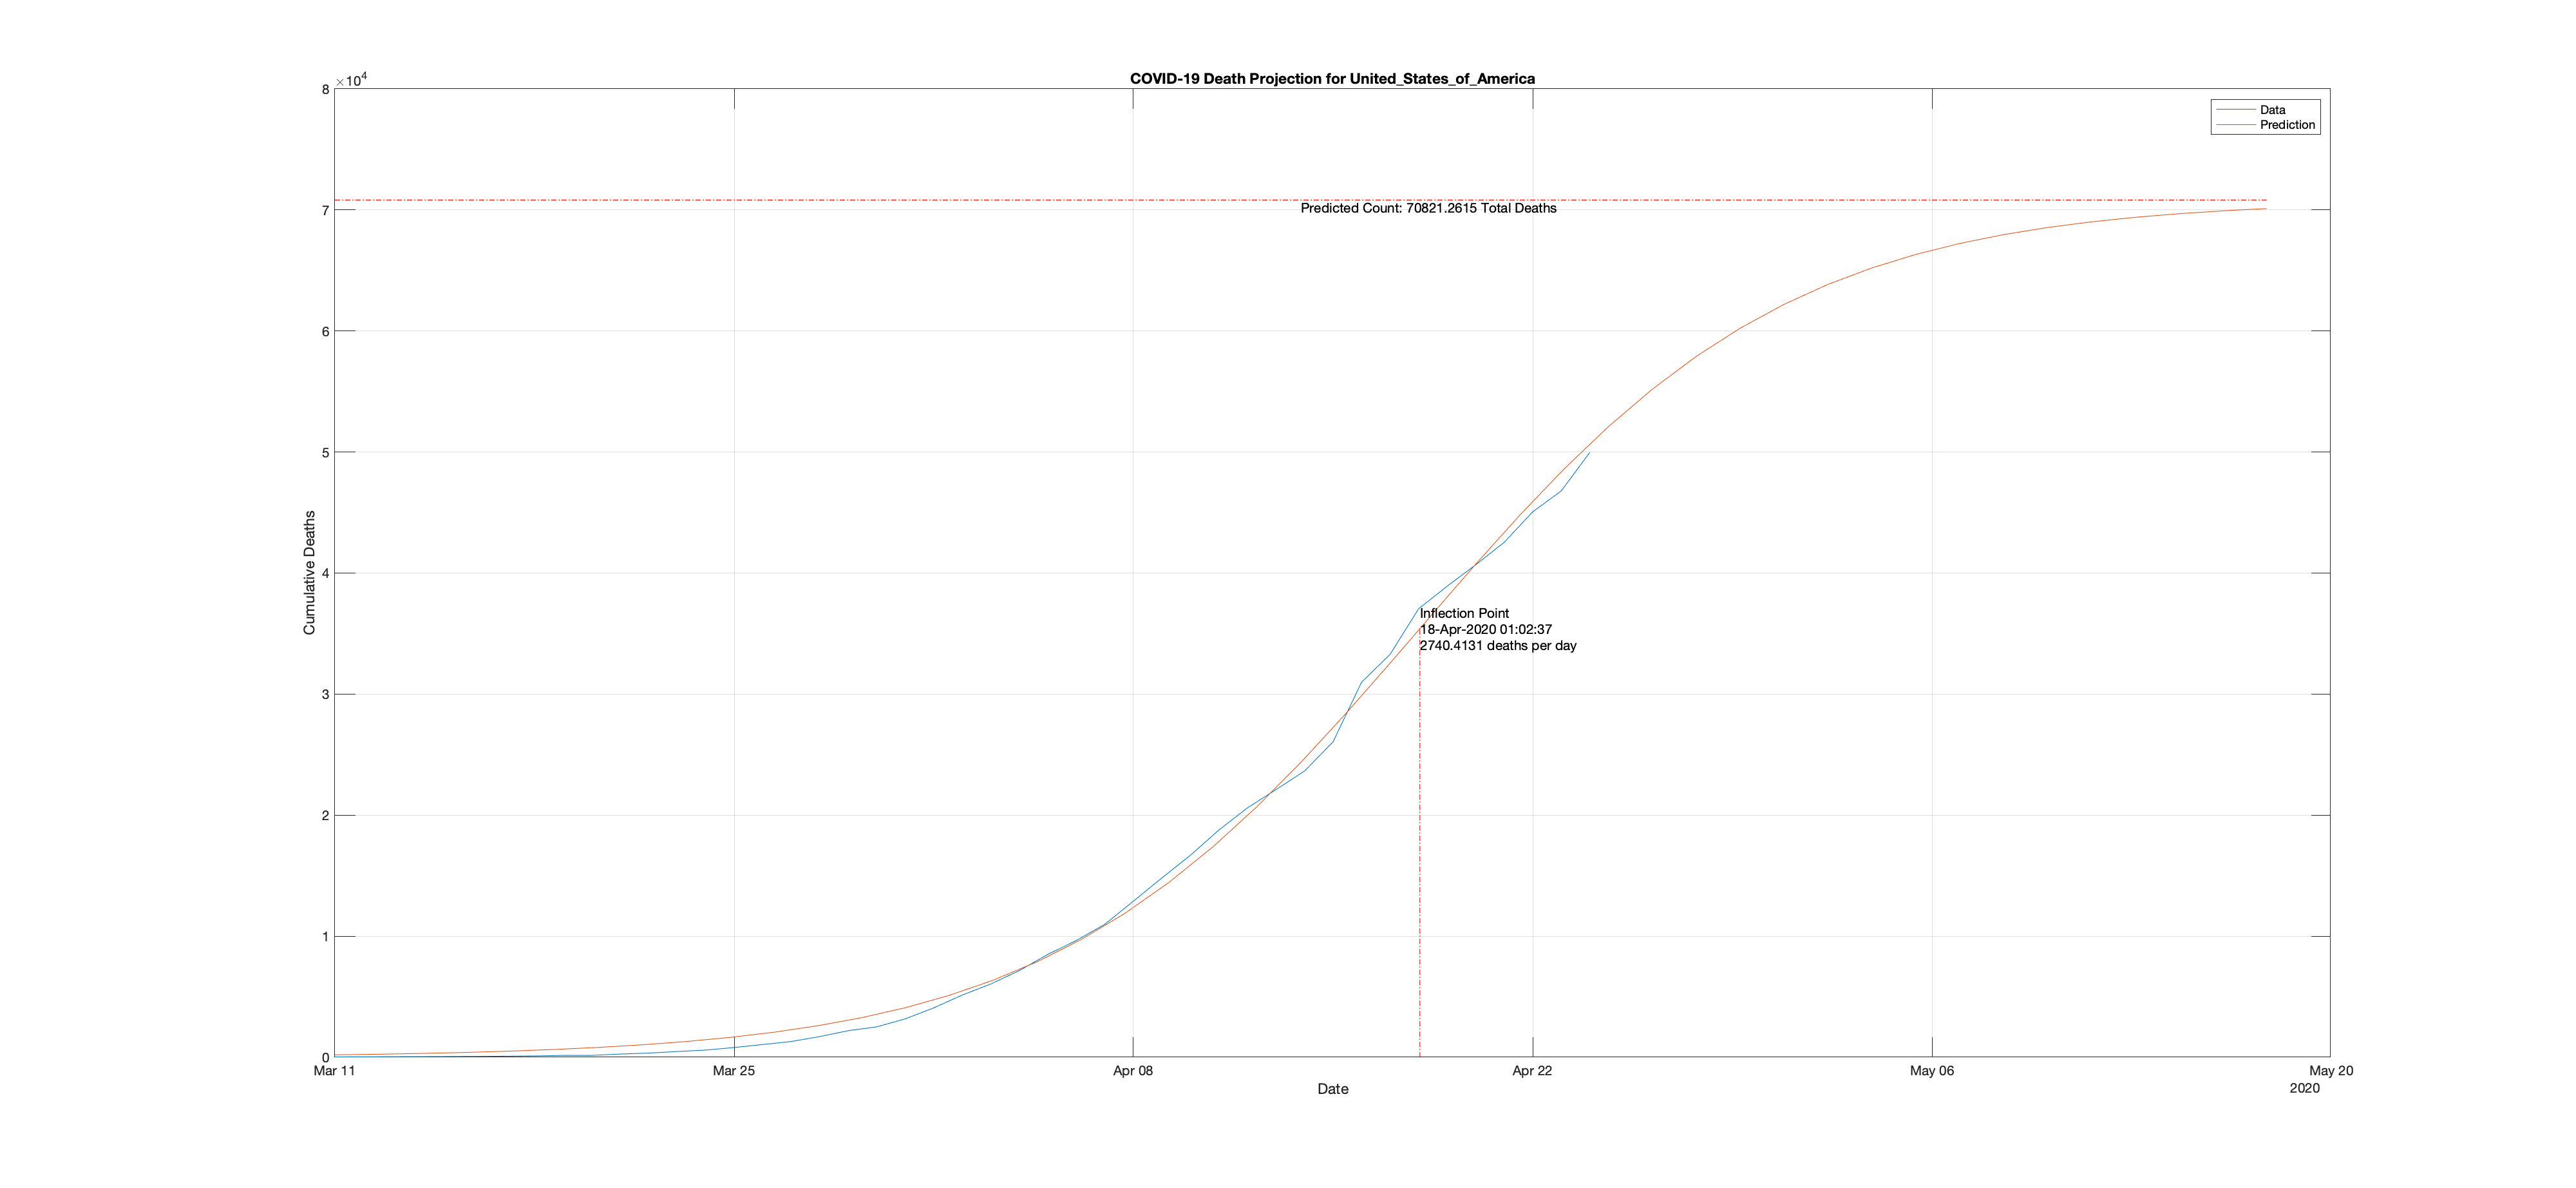 COVID-19 Death Projection for United_States_of_America
×10⁴
8
7
6
5
4
3
2
1
0
Cumulative Deaths
Data
Prediction
Predicted Count: 70821.2615 Total Deaths
Inflection Point
18-Apr-2020 01:02:37
2740.4131 deaths per day
Mar 11 Mar 25 Apr 08 Apr 22 May 06 May 20
Date
2020